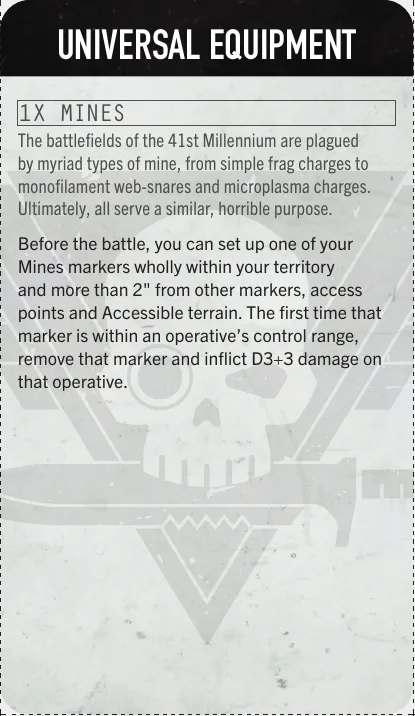 UNIVERSAL EQUIPMENT
1X MINES
The battlefields of the 41st Millennium are plagued
by myriad types of mine, from simple frag charges to
monofilament web-snares and microplasma charges.
Ultimately, all serve a similar, horrible purpose.
Before the battle, you can set up one of your
Mines markers wholly within your territory
and more than 2" from other markers, access
points and Accessible terrain. The first time that
marker is within an operative's control range,
remove that marker and inflict D3+3 damage on
that operative.